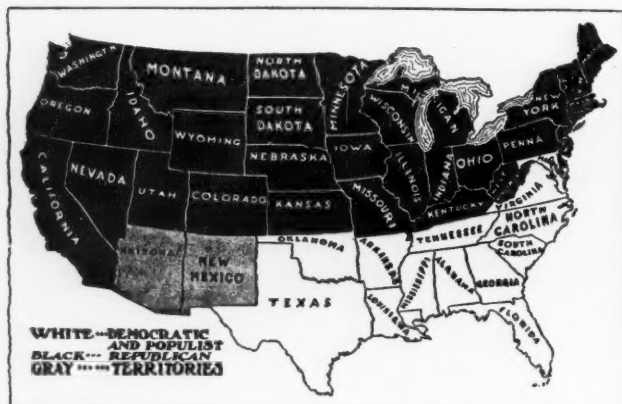 WASHINGTN
MONTANA
NORTH
DAKOTA
MINNESOTA
OREGON
IDAHO
SOUTH
DAKOTA
WISCONSIN
MICHIGAN
NEW
YORK
WYOMING
IOWA
PENNA
NEBRASKA
NEVADA
UTAH
COLORADO
ILLINOIS
INDIANA
OHIO
CALIFORNIA
KANSAS
MISSOURI
KENTUCKY
VIRGINIA
ARIZONA
NEW
MEXICO
OKLAHOMA
ARKANSAS
TENNESSEE
NORTH
CAROLINA
SOUTH
CAROLINA
TEXAS
LOUISIANA
MISSISSIPPI
ALABAMA
GEORGIA
FLORIDA
WHITE --- DEMOCRATIC
AND POPULIST
BLACK --- REPUBLICAN
GRAY --- TERRITORIES